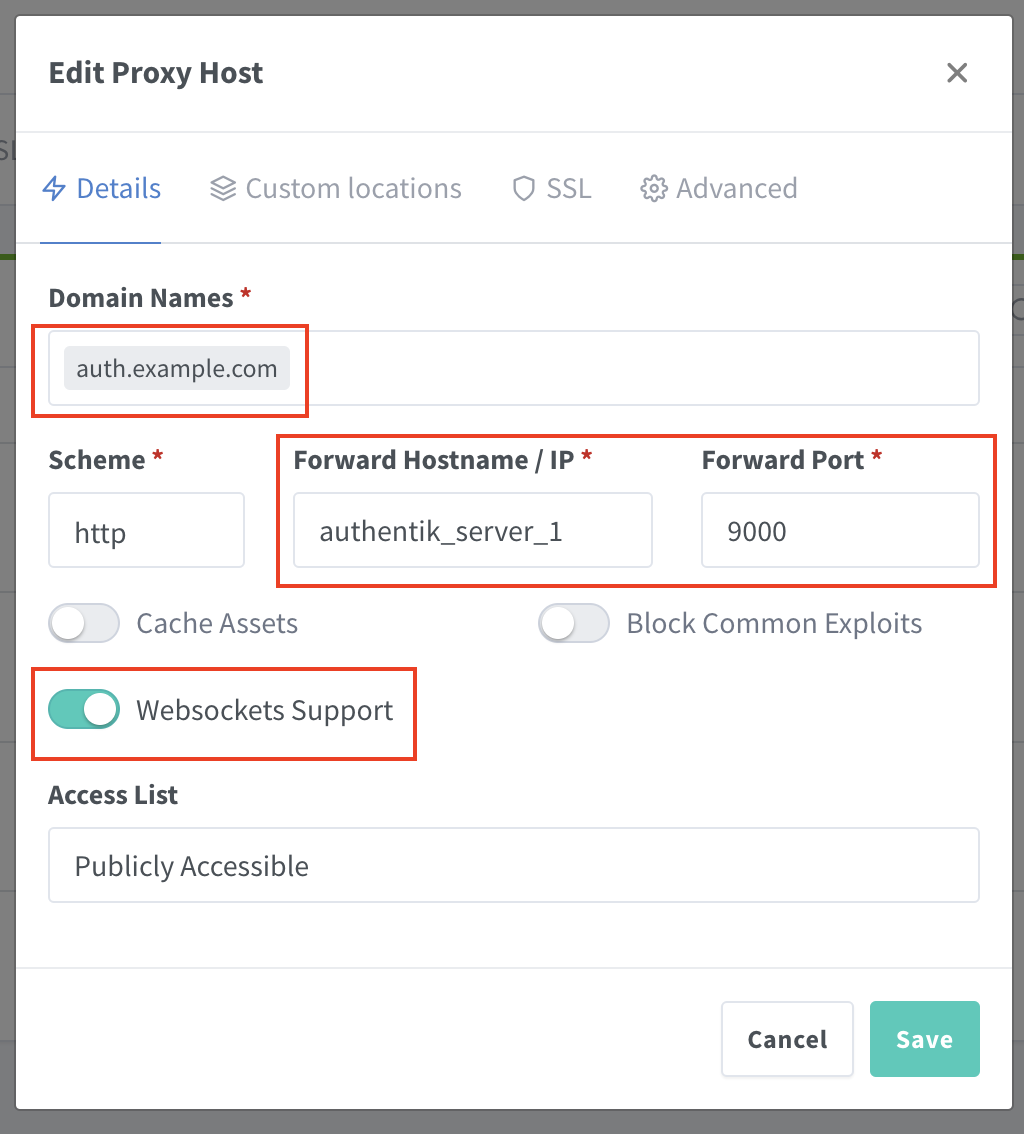 Edit Proxy Host
Details Custom locations SSL Advanced
Domain Names *
auth.example.com
Scheme * Forward Hostname / IP * Forward Port *
http authentik_server_1 9000
Cache Assets Block Common Exploits
Websockets Support
Access List
Publicly Accessible
Cancel Save